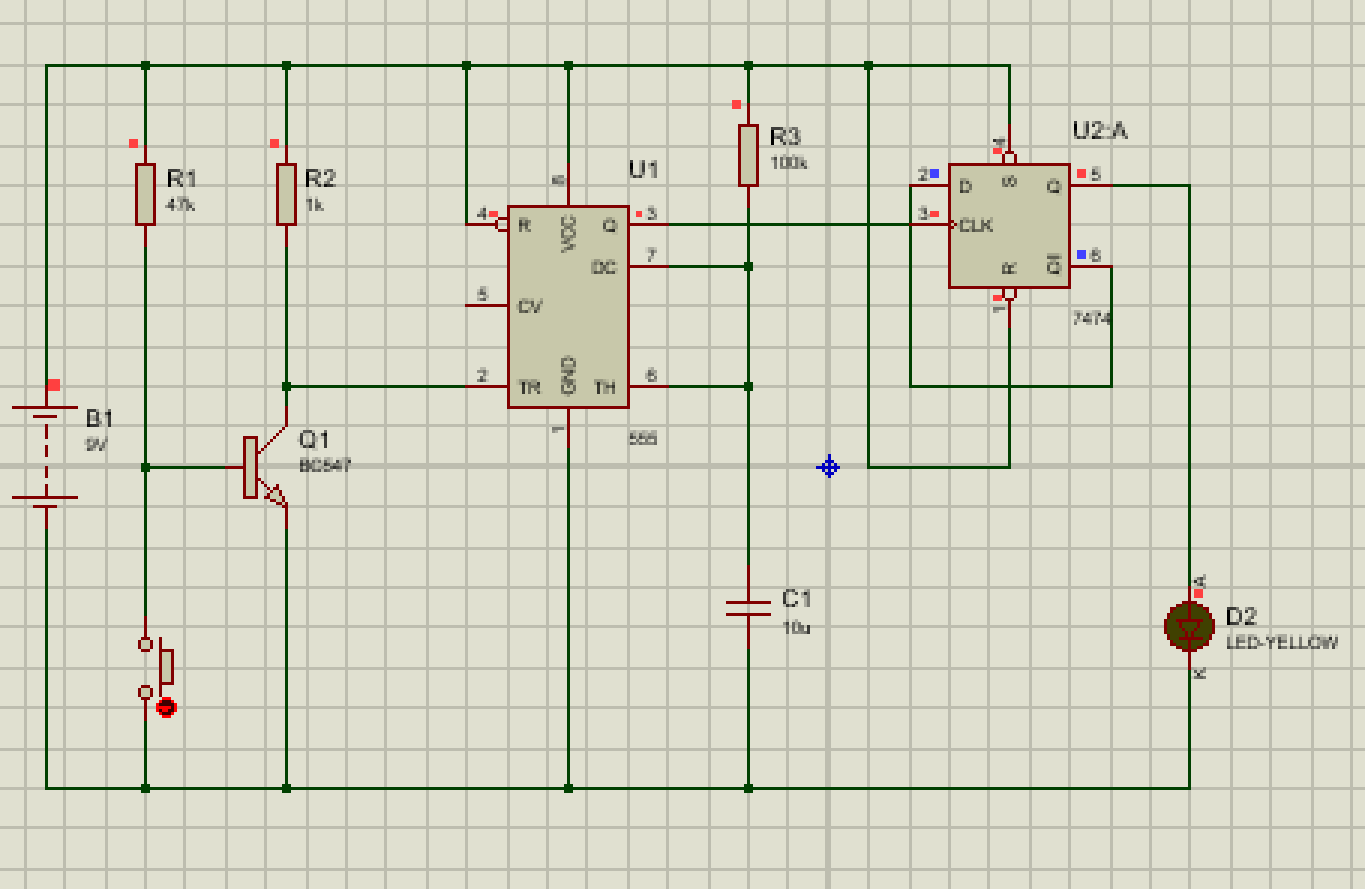 B1
9V
R1
47k
R2
1k
Q1
BC547
U1
555
4
R
5
CV
2
TR
8
VCC
GND
1
3
Q
7
DC
6
TH
R3
100k
C1
10u
U2:A
7474
2
D
3
CLK
4
S
R
1
Q
5
Q
6
A
K
D2
LED-YELLOW